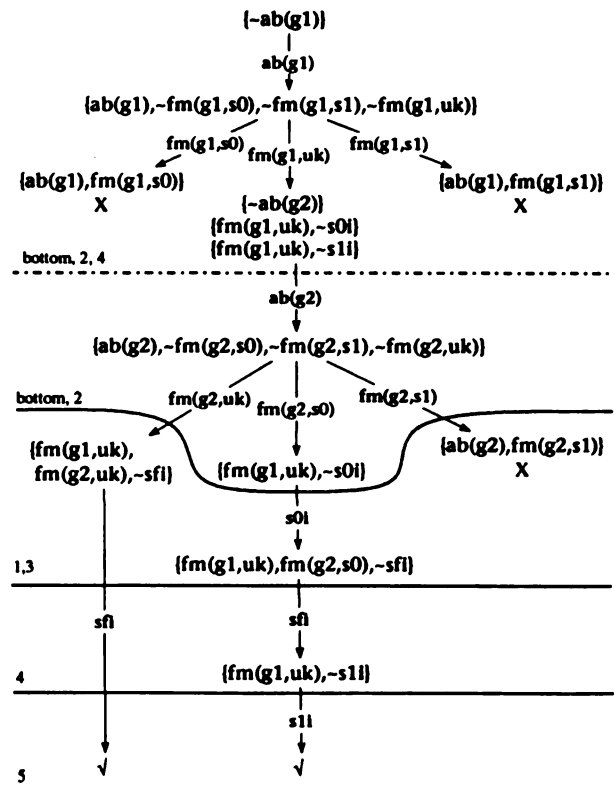 {~ab(g1)}
ab(g1)
{ab(g1),~fm(g1,s0),~fm(g1,s1),~fm(g1,uk)}
fm(g1,s0)
fm(g1,uk)
fm(g1,s1)
{ab(g1),fm(g1,s0)}
X
{~ab(g2)}
{fm(g1,uk),~s0i}
{fm(g1,uk),~s1i}
{ab(g1),fm(g1,s1)}
X
bottom, 2, 4
ab(g2)
{ab(g2),~fm(g2,s0),~fm(g2,s1),~fm(g2,uk)}
fm(g2,uk)
fm(g2,s0)
fm(g2,s1)
bottom, 2
{fm(g1,uk),
fm(g2,uk),~sfi}
{fm(g1,uk),~s0i}
{ab(g2),fm(g2,s1)}
X
s0i
{fm(g1,uk),fm(g2,s0),~sfi}
1,3
sfi
sfi
{fm(g1,uk),~s1i}
4
s1i
√
√
5